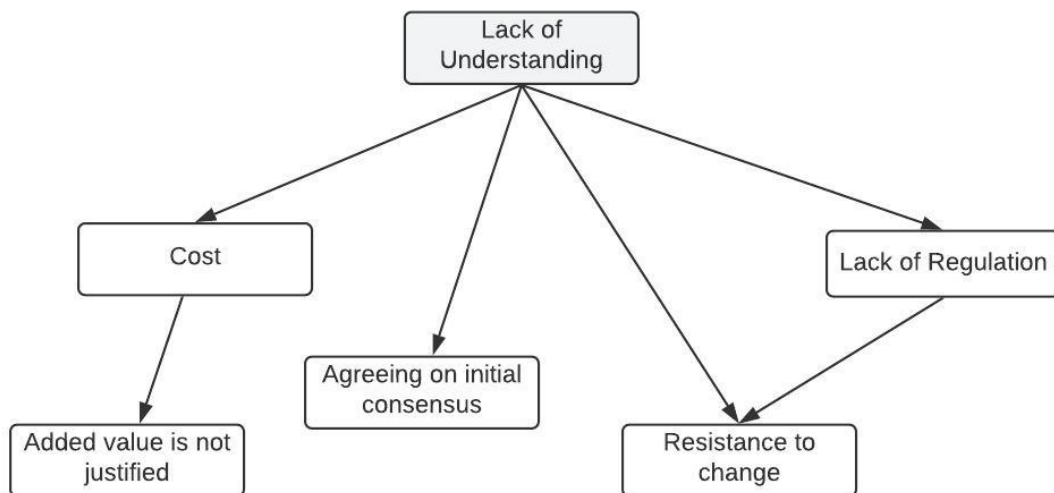 Lack of
Understanding
Cost
Lack of Regulation
Agreeing on initial
consensus
Added value is not
justified
Resistance to
change